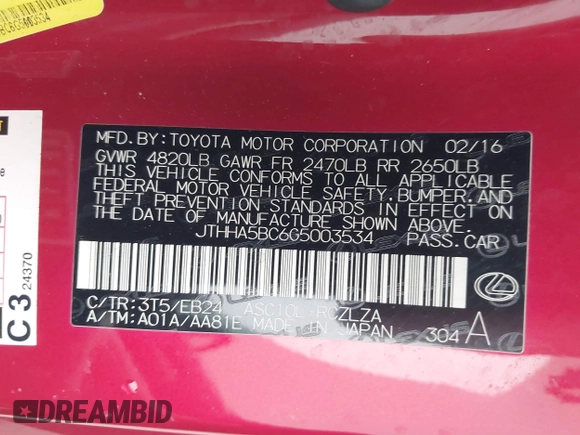 BC6G5003534
MFD.BY:TOYOTA MOTOR CORPORATION 02/16
GVWR 4820LB GAWR FR 2470LB RR 2650LB
THIS VEHICLE CONFORMS TO ALL APPLICABLE
FEDERAL MOTOR VEHICLE SAFETY,BUMPER,AND
THEFT PREVENTION STANDARDS IN EFFECT ON
THE DATE OF MANUFACTURE SHOWN ABOVE.
JTHHA5BC6G5003534 PASS.CAR
C/TR:3T5/EB24 ASC10L-RCZLZA
A/TM:A01A/AA81E MADE IN JAPAN 304 A
C3
24370
DREAMBID